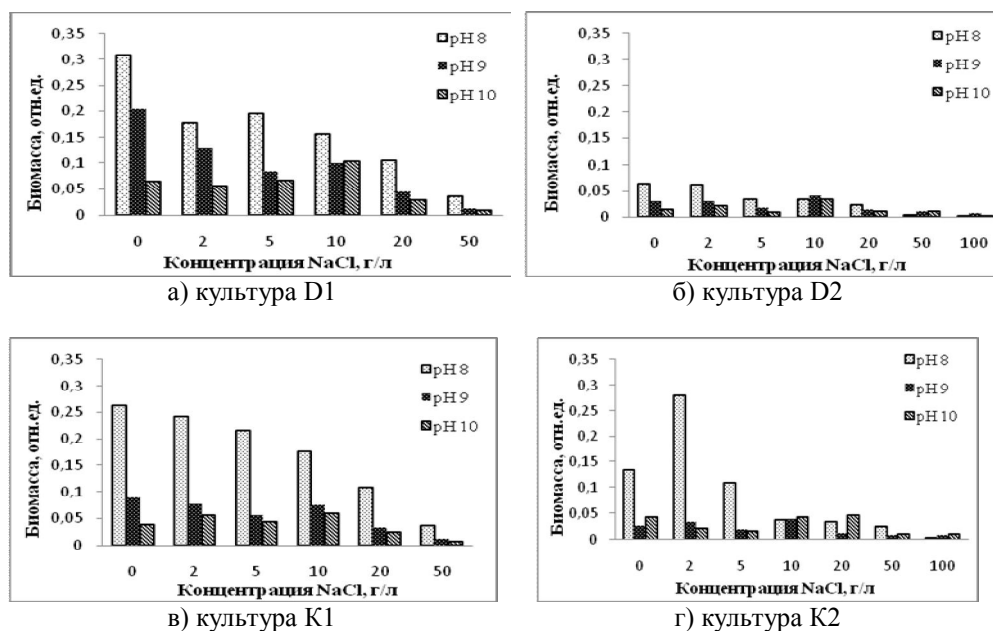 Биомасса, отн.ед.
0,35
0,3
0,25
0,2
0,15
0,1
0,05
0
pH 8
pH 9
pH 10
0 2 5 10 20 50
Концентрация NaCl, г/л
а) культура D1
Биомасса, отн.ед.
0,35
0,3
0,25
0,2
0,15
0,1
0,05
0
pH 8
pH 9
pH 10
0 2 5 10 20 50 100
Концентрация NaCl, г/л
б) культура D2
Биомасса, отн.ед.
0,35
0,3
0,25
0,2
0,15
0,1
0,05
0
pH 8
pH 9
pH 10
0 2 5 10 20 50
Концентрация NaCl, г/л
в) культура К1
Биомасса, отн.ед.
0,35
0,3
0,25
0,2
0,15
0,1
0,05
0
pH 8
pH 9
pH 10
0 2 5 10 20 50 100
Концентрация NaCl, г/л
г) культура К2